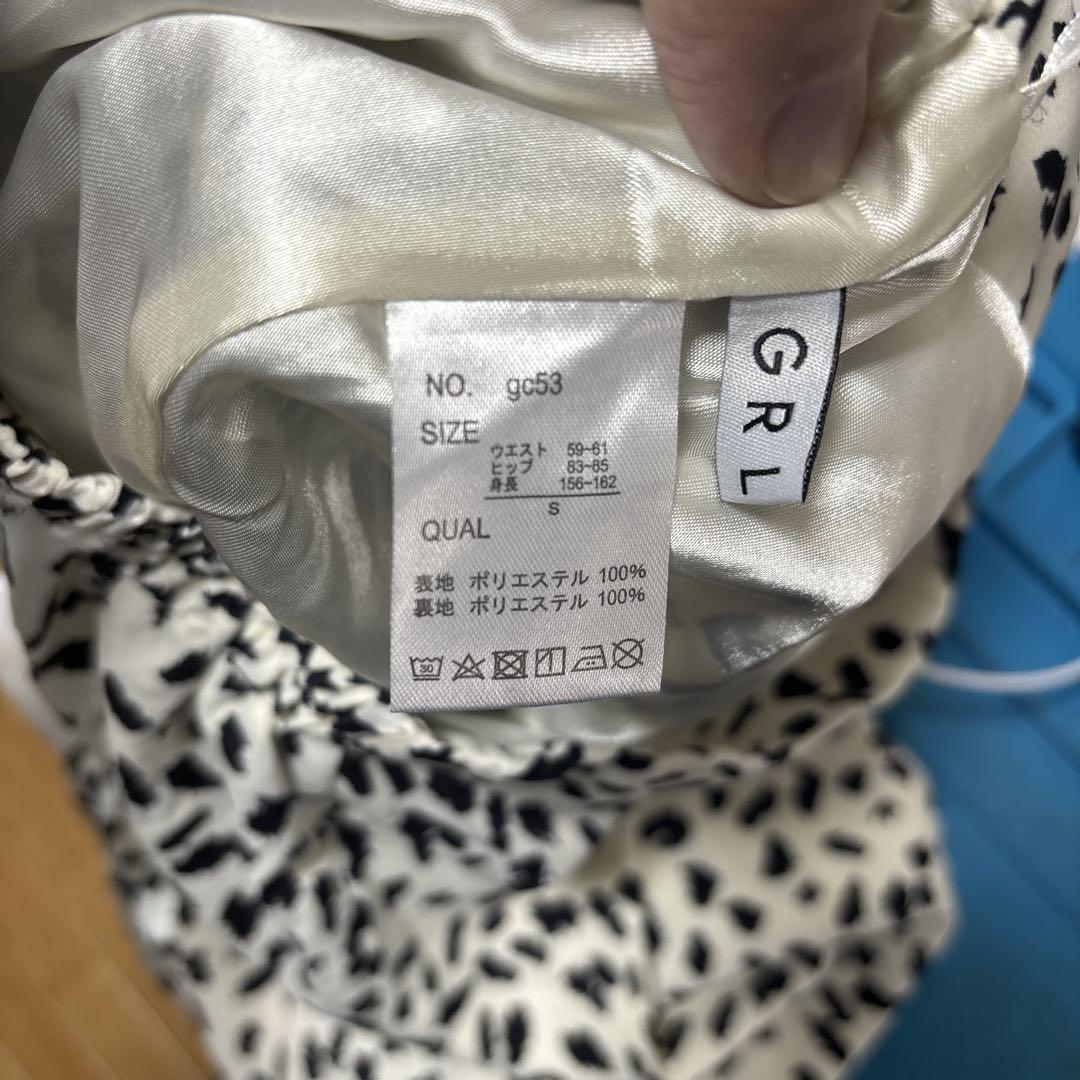 NO. gc53
SIZE
ウエスト 59~61
ヒップ 83~85
身長 156~162
S
QUAL
表地 ポリエステル 100%
裏地 ポリエステル 100%
30
GRL